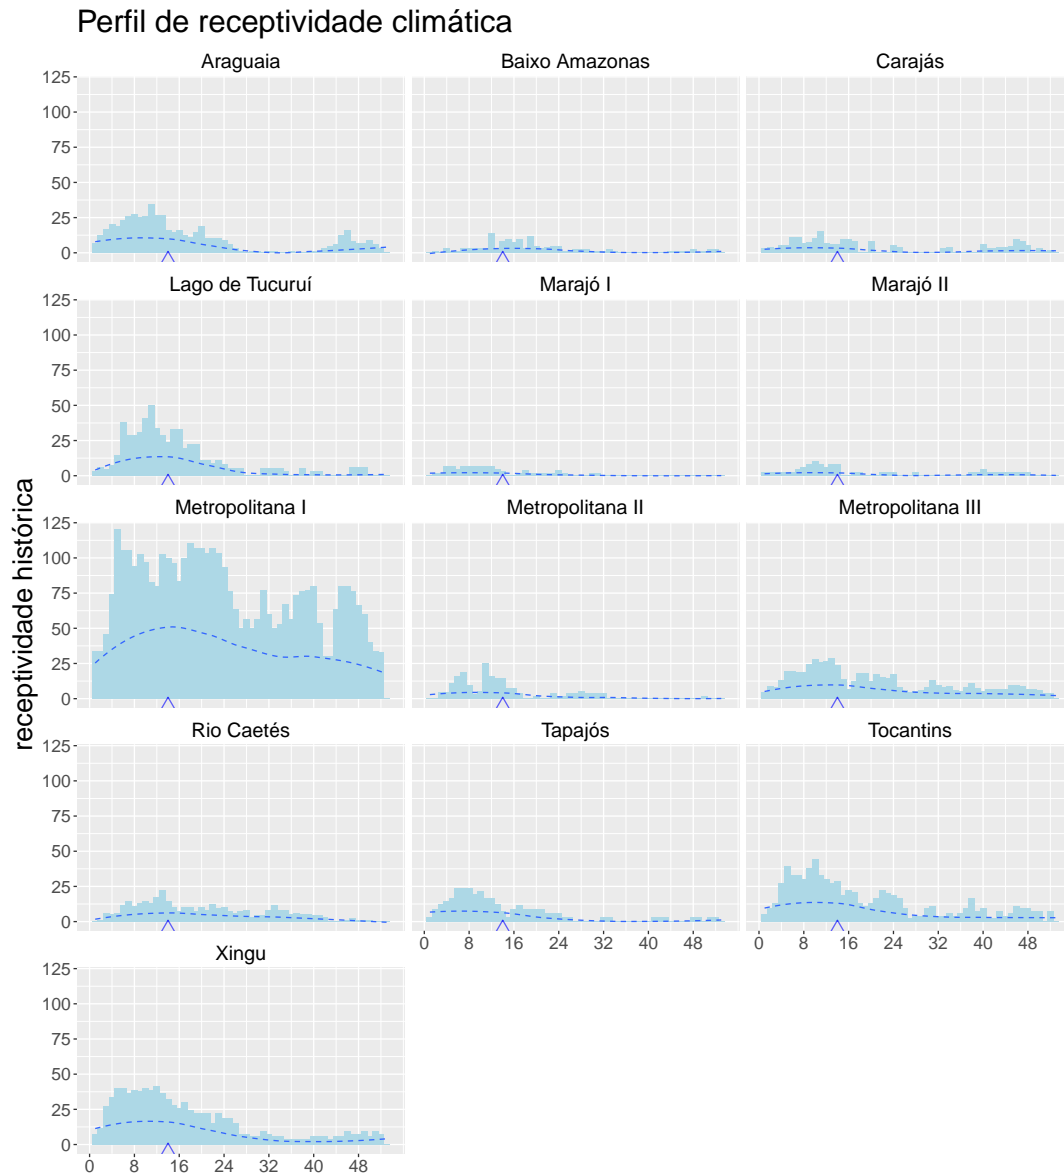 Perfil de receptividade climática
Araguaia
Baixo Amazonas
Carajás
125
100
75
50
25
0
Lago de Tucuruí
Marajó I
Marajó II
125
100
75
50
25
0
Metropolitana I
Metropolitana II
Metropolitana III
125
100
75
50
25
0
receptividade histórica
Rio Caetés
Tapajós
Tocantins
125
100
75
50
25
0
0 8 16 24 32 40 48
0 8 16 24 32 40 48
Xingu
125
100
75
50
25
0
0 8 16 24 32 40 48